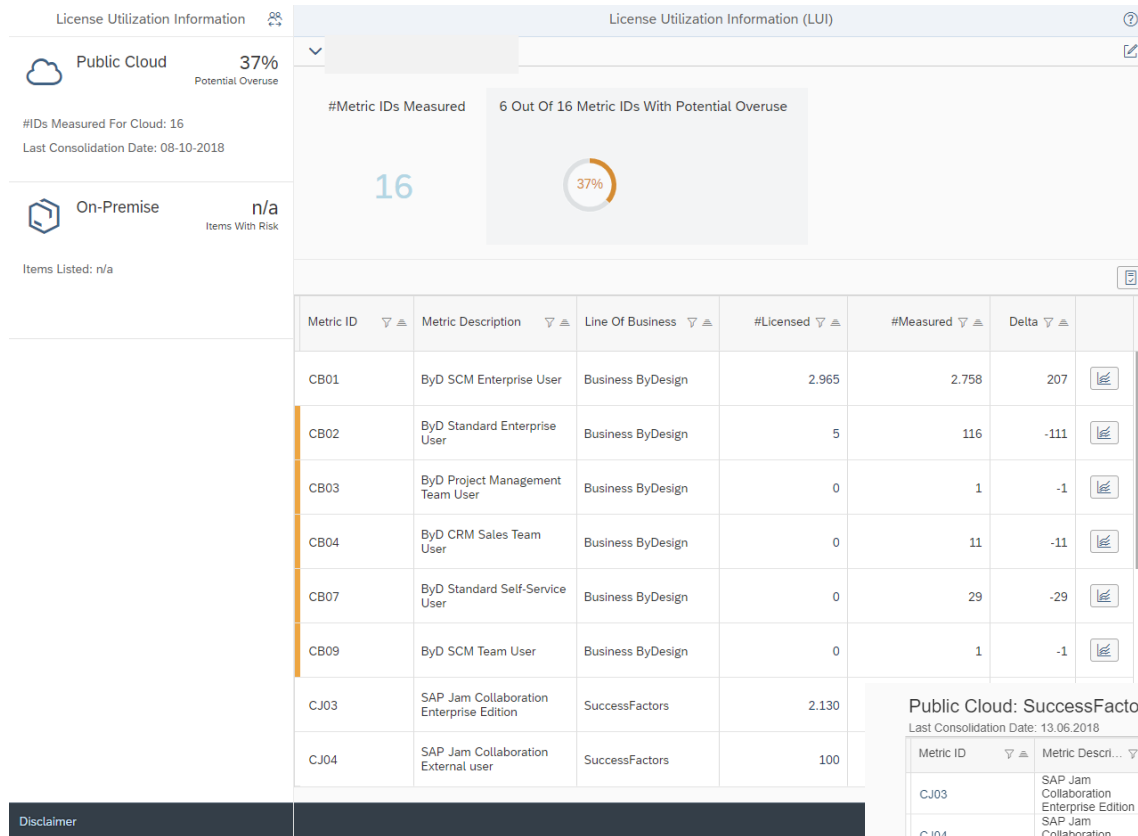 License Utilization Information
Public Cloud 37%
Potential Overuse
#IDs Measured For Cloud: 16
Last Consolidation Date: 08-10-2018
On-Premise n/a
Items With Risk
Items Listed: n/a
Disclaimer
License Utilization Information (LUI)
#Metric IDs Measured
16
6 Out Of 16 Metric IDs With Potential Overuse
37%
Metric ID Metric Description Line Of Business #Licensed #Measured Delta
CB01 ByD SCM Enterprise User Business ByDesign 2.965 2.758 207
CB02 ByD Standard Enterprise
User Business ByDesign 5 116 -111
CB03 ByD Project Management
Team User Business ByDesign 0 1 -1
CB04 ByD CRM Sales Team
User Business ByDesign 0 11 -11
CB07 ByD Standard Self-Service
User Business ByDesign 0 29 -29
CB09 ByD SCM Team User Business ByDesign 0 1 -1
CJ03 SAP Jam Collaboration
Enterprise Edition SuccessFactors 2.130
CJ04 SAP Jam Collaboration
External user SuccessFactors 100
Public Cloud: SuccessFacto
Last Consolidation Date: 13.06.2018
Metric ID Metric Descri...
CJ03 SAP Jam
Collaboration
Enterprise Edition
CJ04 SAP Jam
Collaboration